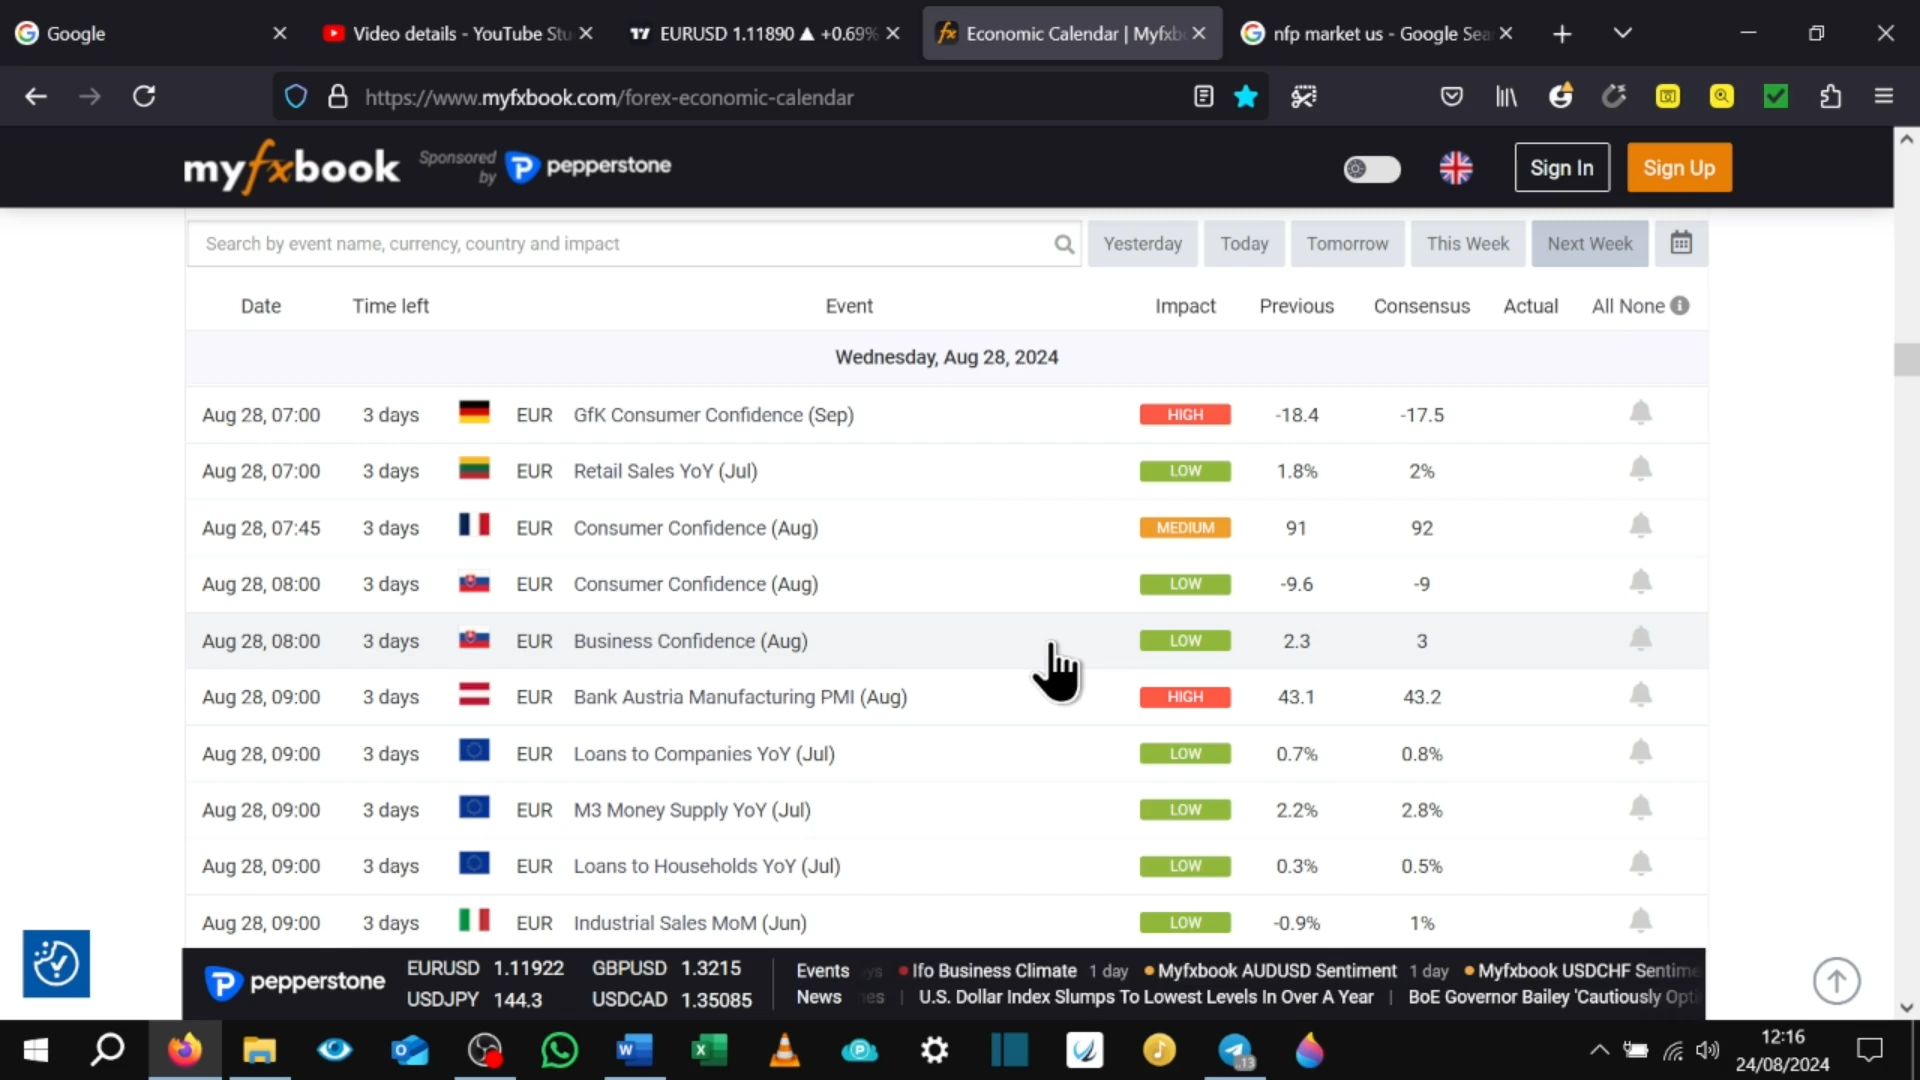 Google
Video details - YouTube Stu
EURUSD 1.11890 ▲ +0.69%
Economic Calendar | Myfxb
nfp market us - Google Sea
https://www.myfxbook.com/forex-economic-calendar
myfxbook Sponsored by pepperstone
Sign In Sign Up
Search by event name, currency, country and impact Yesterday Today Tomorrow This Week Next Week
Date Time left Event Impact Previous Consensus Actual All None
Wednesday, Aug 28, 2024
Aug 28, 07:00 3 days EUR GfK Consumer Confidence (Sep) HIGH -18.4 -17.5
Aug 28, 07:00 3 days EUR Retail Sales YoY (Jul) LOW 1.8% 2%
Aug 28, 07:45 3 days EUR Consumer Confidence (Aug) MEDIUM 91 92
Aug 28, 08:00 3 days EUR Consumer Confidence (Aug) LOW -9.6 -9
Aug 28, 08:00 3 days EUR Business Confidence (Aug) LOW 2.3 3
Aug 28, 09:00 3 days EUR Bank Austria Manufacturing PMI (Aug) HIGH 43.1 43.2
Aug 28, 09:00 3 days EUR Loans to Companies YoY (Jul) LOW 0.7% 0.8%
Aug 28, 09:00 3 days EUR M3 Money Supply YoY (Jul) LOW 2.2% 2.8%
Aug 28, 09:00 3 days EUR Loans to Households YoY (Jul) LOW 0.3% 0.5%
Aug 28, 09:00 3 days EUR Industrial Sales MoM (Jun) LOW -0.9% 1%
pepperstone
EURUSD 1.11922 GBPUSD 1.3215
USDJPY 144.3 USDCAD 1.35085
Events Ifo Business Climate 1 day Myfxbook AUDUSD Sentiment 1 day Myfxbook USDCHF Sentime
News | U.S. Dollar Index Slumps To Lowest Levels In Over A Year | BoE Governor Bailey 'Cautiously Opti
13
12:16
24/08/2024